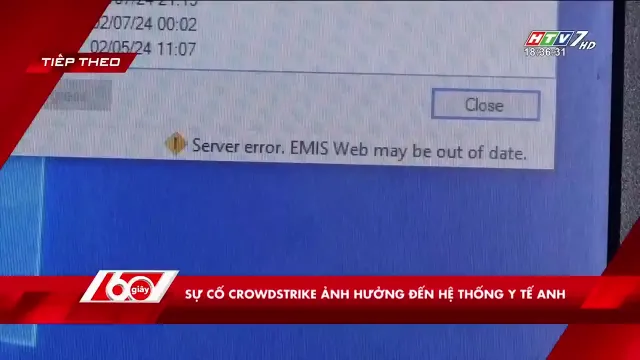 02/07/24 00:02
02/05/24 11:07
TIẾP THEO
HTV7 HD
18:36:31
Close
Server error. EMIS Web may be out of date.
60 giây
SỰ CỐ CROWDSTRIKE ẢNH HƯỞNG ĐẾN HỆ THỐNG Y TẾ ANH